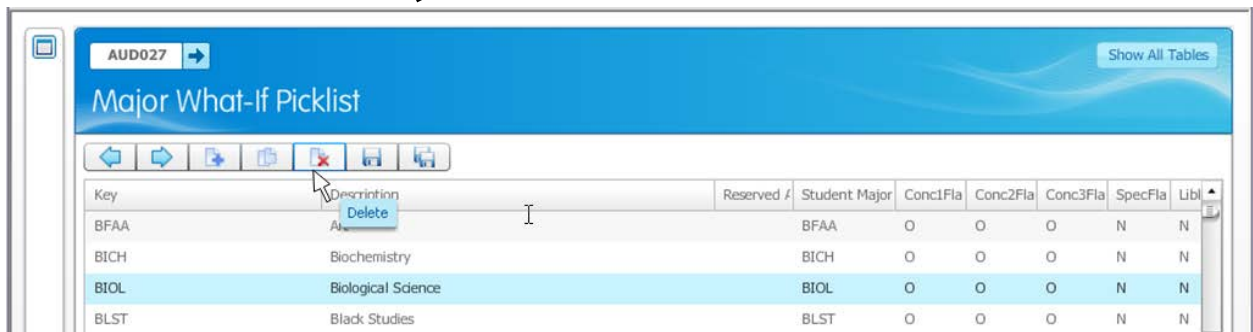 AUD027
Show All Tables
Major What-If Picklist
Key Description Reserved A Student Major Conc1Fla Conc2Fla Conc3Fla SpecFla Libl
Delete
BFAA BFAA O O O N N
BICH Biochemistry BICH O O O N N
BIOL Biological Science BIOL O O O N N
BLST Black Studies BLST O O O N N